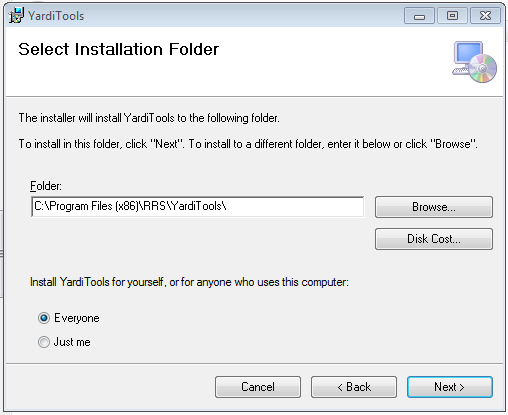 YardiTools
Select Installation Folder
The installer will install YardiTools to the following folder.
To install in this folder, click "Next". To install to a different folder, enter it below or click "Browse".
Folder:
C:\Program Files (x86)\RRS\YardiTools\
Browse...
Disk Cost...
Install YardiTools for yourself, or for anyone who uses this computer:
Everyone
Just me
Cancel
< Back
Next >